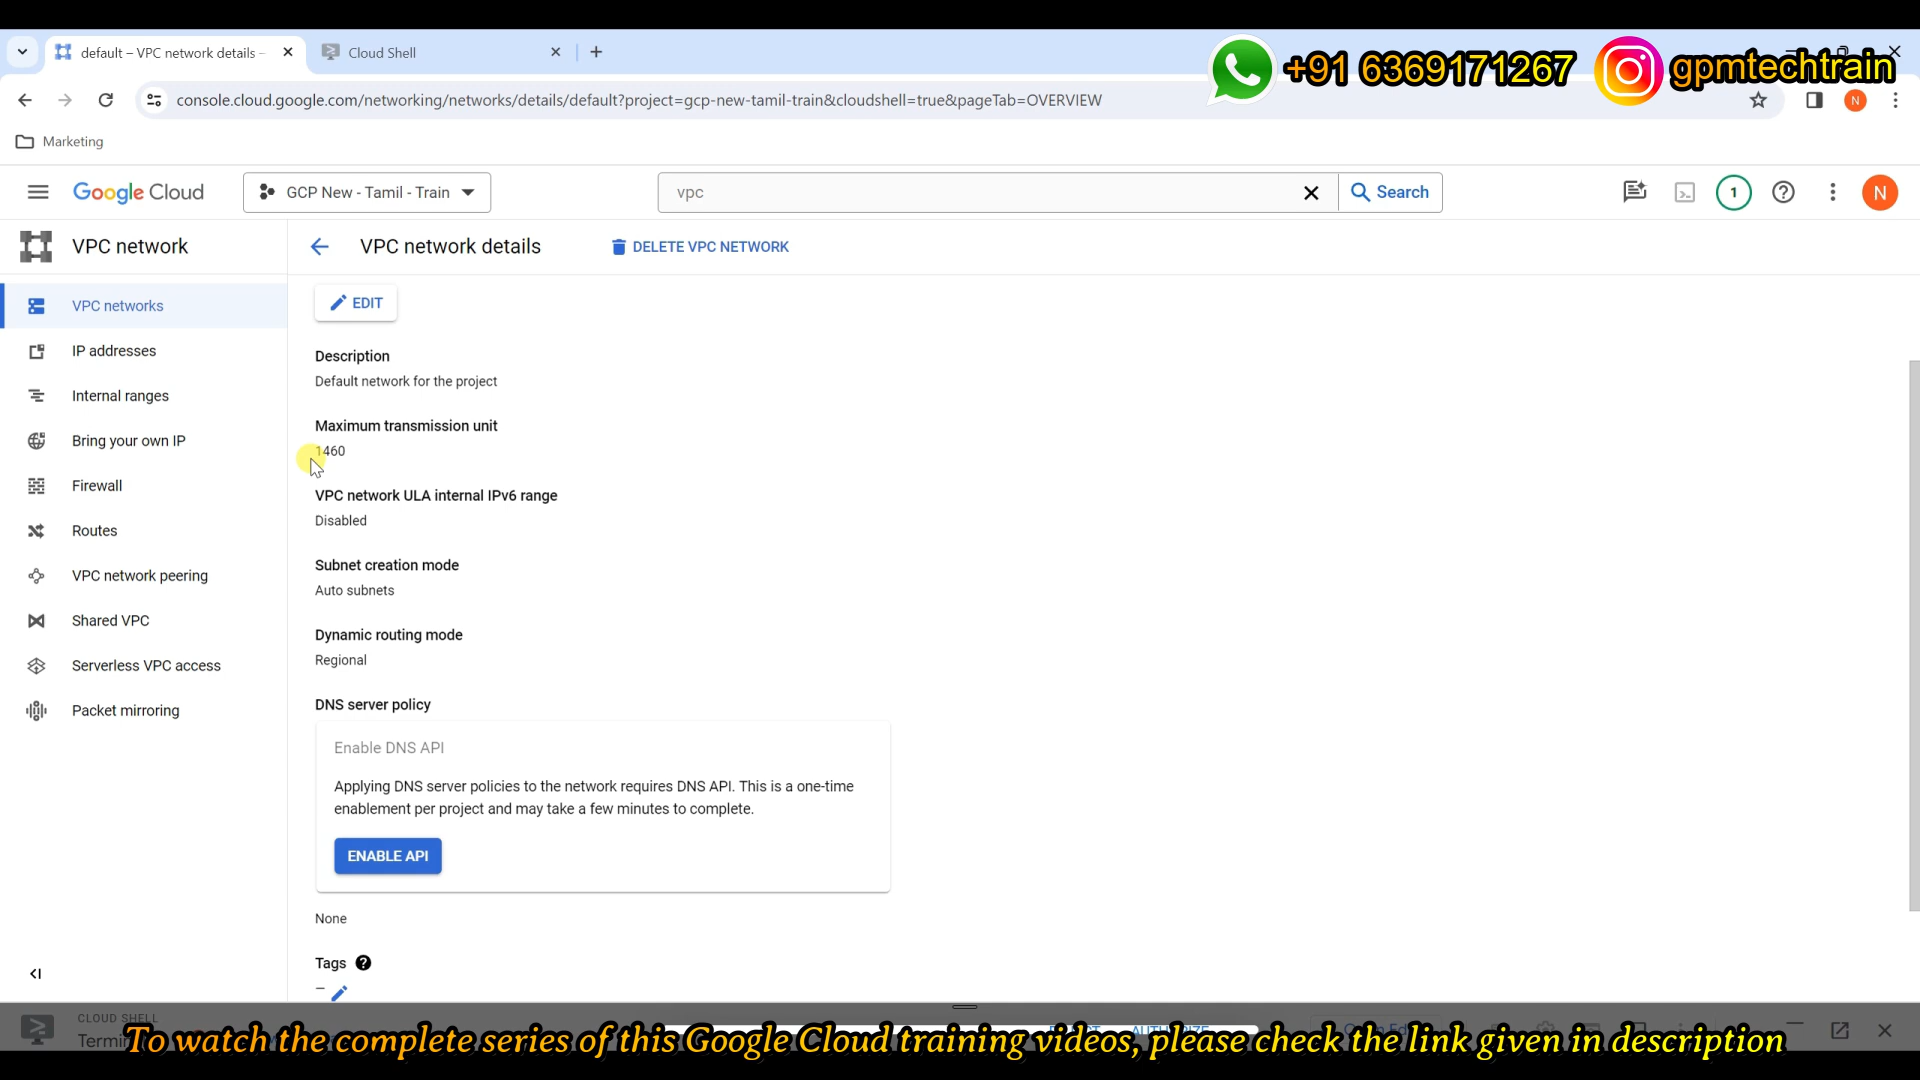 default – VPC network details –
Cloud Shell
+91 6369171267
gpmtechtrain
console.cloud.google.com/networking/networks/details/default?project=gcp-new-tamil-train&cloudshell=true&pageTab=OVERVIEW
N
Marketing
Google Cloud
GCP New - Tamil - Train
vpc
Search
1
N
VPC network
VPC network details
DELETE VPC NETWORK
VPC networks
IP addresses
Internal ranges
Bring your own IP
Firewall
Routes
VPC network peering
Shared VPC
Serverless VPC access
Packet mirroring
EDIT
Description
Default network for the project
Maximum transmission unit
1460
VPC network ULA internal IPv6 range
Disabled
Subnet creation mode
Auto subnets
Dynamic routing mode
Regional
DNS server policy
Enable DNS API
Applying DNS server policies to the network requires DNS API. This is a one-time
enablement per project and may take a few minutes to complete.
ENABLE API
None
Tags
–
CLOUD SHELL
To watch the complete series of this Google Cloud training videos, please check the link given in description